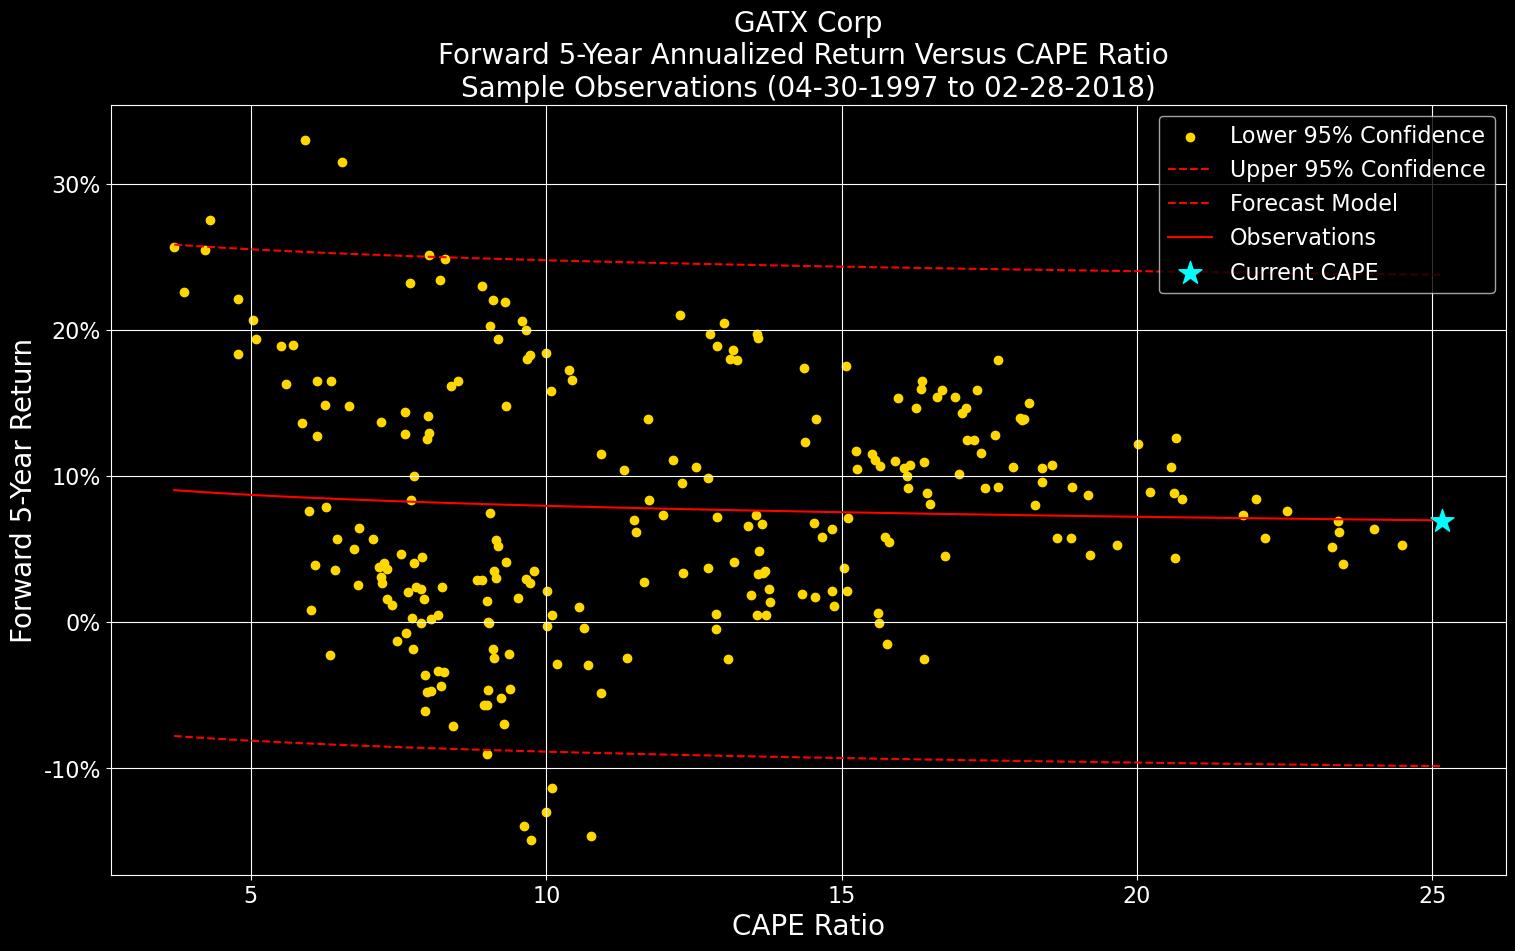 GATX Corp
Forward 5-Year Annualized Return Versus CAPE Ratio
Sample Observations (04-30-1997 to 02-28-2018)
Lower 95% Confidence
Upper 95% Confidence
Forecast Model
Observations
Current CAPE
Forward 5-Year Return
30%
20%
10%
0%
-10%
5
10
15
20
25
CAPE Ratio